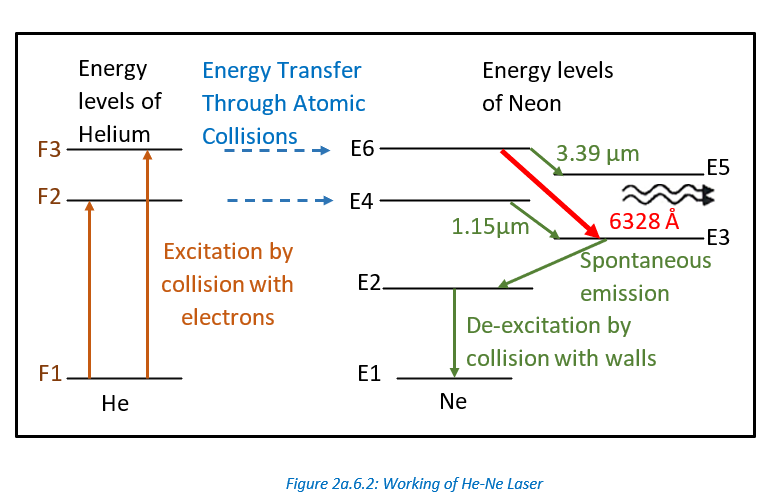 Energy
levels of
Helium
Energy Transfer
Through Atomic
Collisions
Energy levels
of Neon
F3
E6
3.39 μm
E5
F2
E4
1.15μm
6328 Å
E3
Excitation by
collision with
electrons
Spontaneous
emission
E2
De-excitation by
collision with walls
F1
E1
He
Ne
Figure 2a.6.2: Working of He-Ne Laser